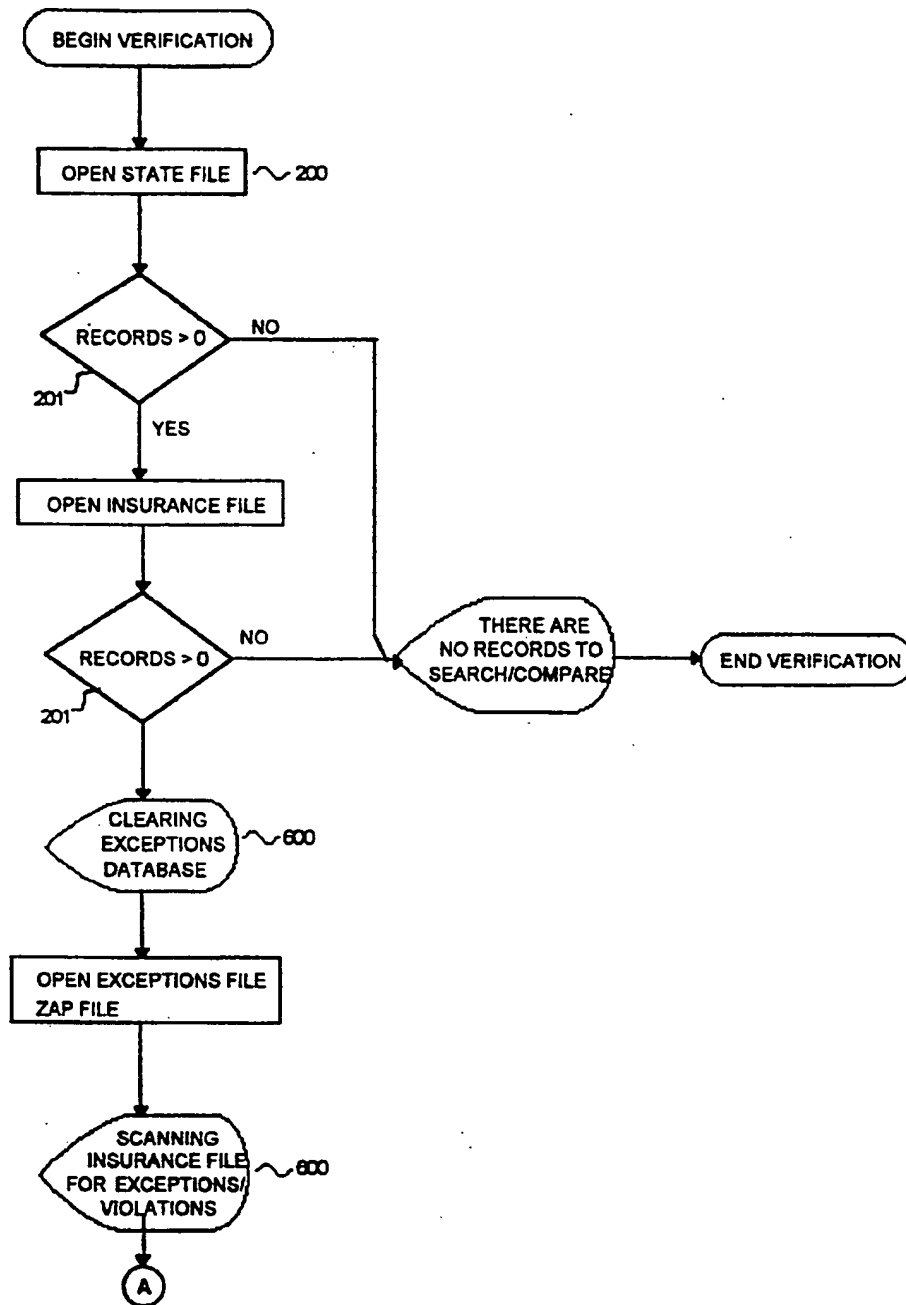 BEGIN VERIFICATION
OPEN STATE FILE
200
RECORDS > 0
NO
201
YES
OPEN INSURANCE FILE
RECORDS > 0
NO
201
THERE ARE
NO RECORDS TO
SEARCH/COMPARE
END VERIFICATION
CLEARING
EXCEPTIONS
DATABASE
600
OPEN EXCEPTIONS FILE
ZAP FILE
SCANNING
INSURANCE FILE
FOR EXCEPTIONS/
VIOLATIONS
600
A